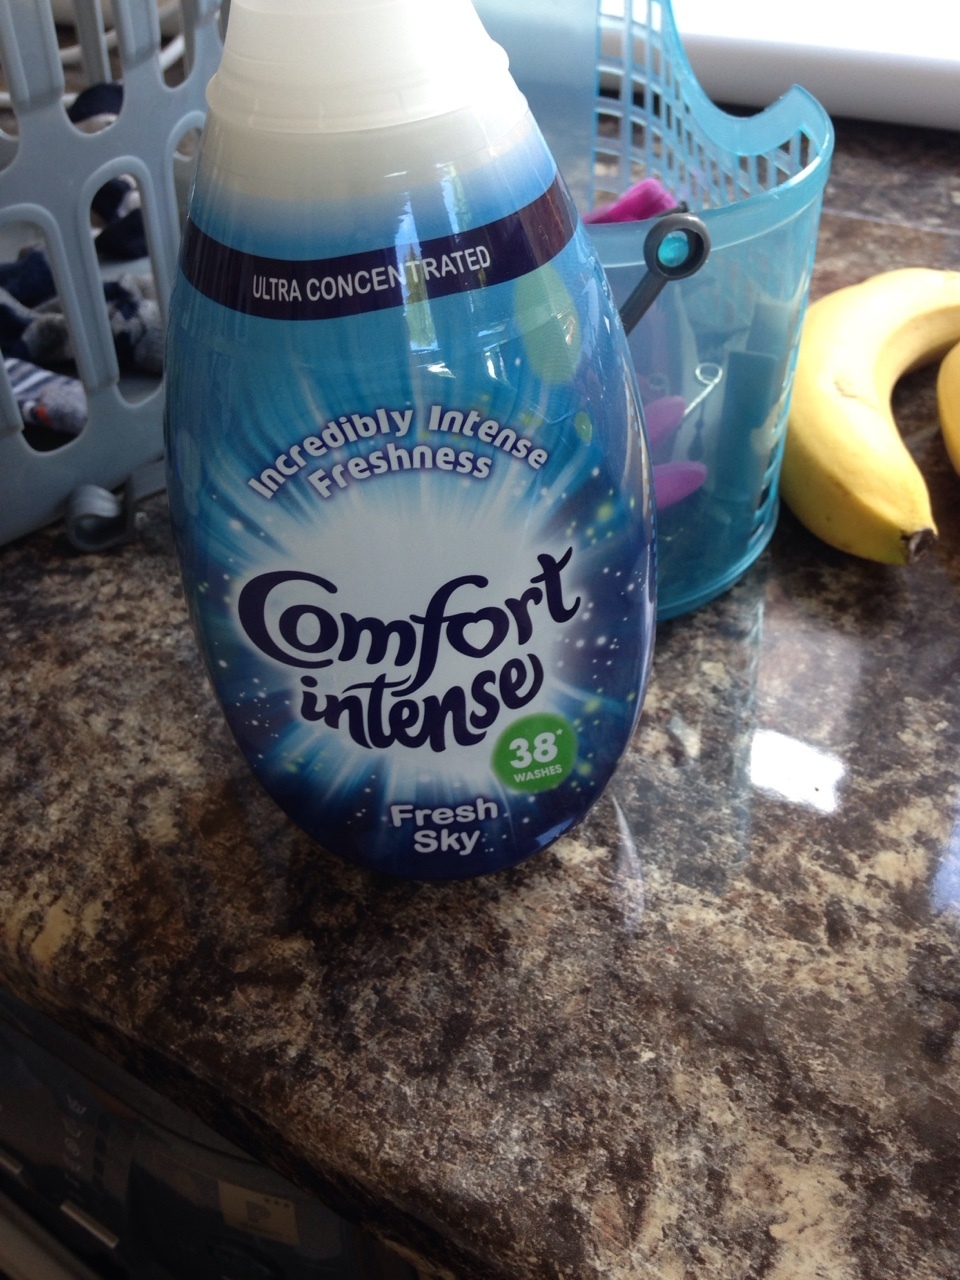 ULTRA CONCENTRATED
Incredibly Intense
Freshness
Comfort
intense
38*
WASHES
Fresh
Sky